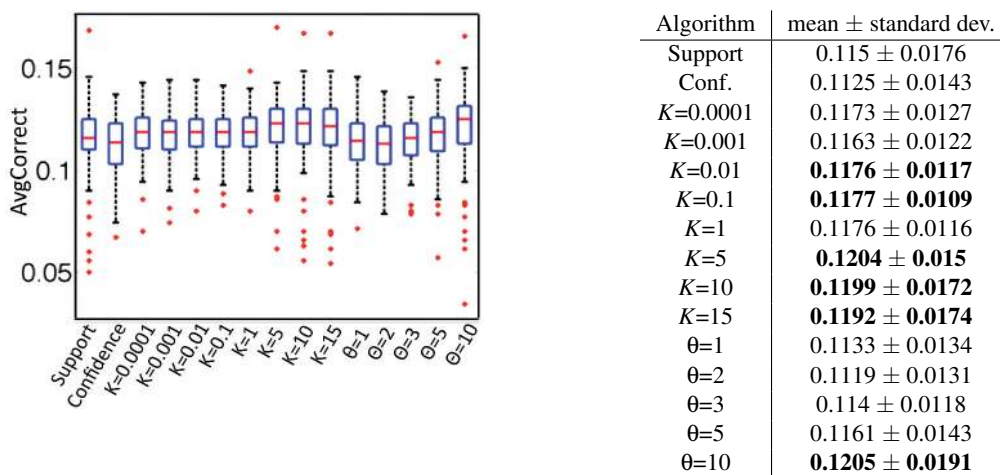 AvgCorrect
0.15
0.1
0.05
Support
Confidence
K=0.0001
K=0.001
K=0.01
K=0.1
K=1
K=5
K=10
K=15
θ=1
Θ=2
Θ=3
Θ=5
Θ=10
Algorithm mean ± standard dev.
Support 0.115 ± 0.0176
Conf. 0.1125 ± 0.0143
K=0.0001 0.1173 ± 0.0127
K=0.001 0.1163 ± 0.0122
K=0.01 0.1176 ± 0.0117
K=0.1 0.1177 ± 0.0109
K=1 0.1176 ± 0.0116
K=5 0.1204 ± 0.015
K=10 0.1199 ± 0.0172
K=15 0.1192 ± 0.0174
θ=1 0.1133 ± 0.0134
θ=2 0.1119 ± 0.0131
θ=3 0.114 ± 0.0118
θ=5 0.1161 ± 0.0143
θ=10 0.1205 ± 0.0191